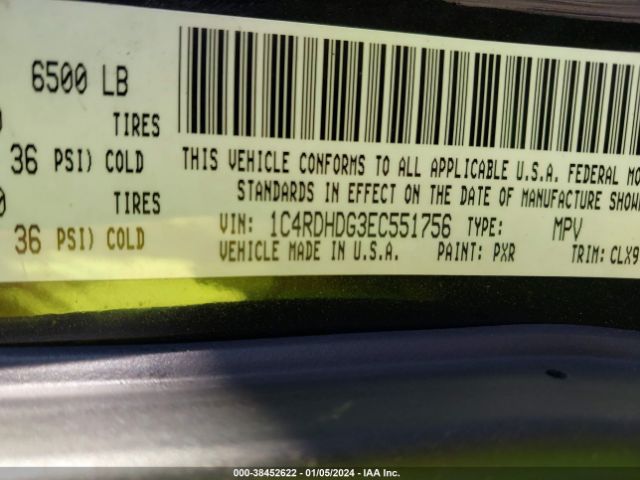 6500 LB
TIRES
36 PSI) COLD
TIRES
36 PSI) COLD
THIS VEHICLE CONFORMS TO ALL APPLICABLE U.S.A. FEDERAL MO
STANDARDS IN EFFECT ON THE DATE OF MANUFACTURE SHOWN
VIN: 1C4RDHDG3EC551756 TYPE: MPV
VEHICLE MADE IN U.S.A. PAINT: PXR TRIM: CLX9
000-38452622 - 01/05/2024 - IAA Inc.